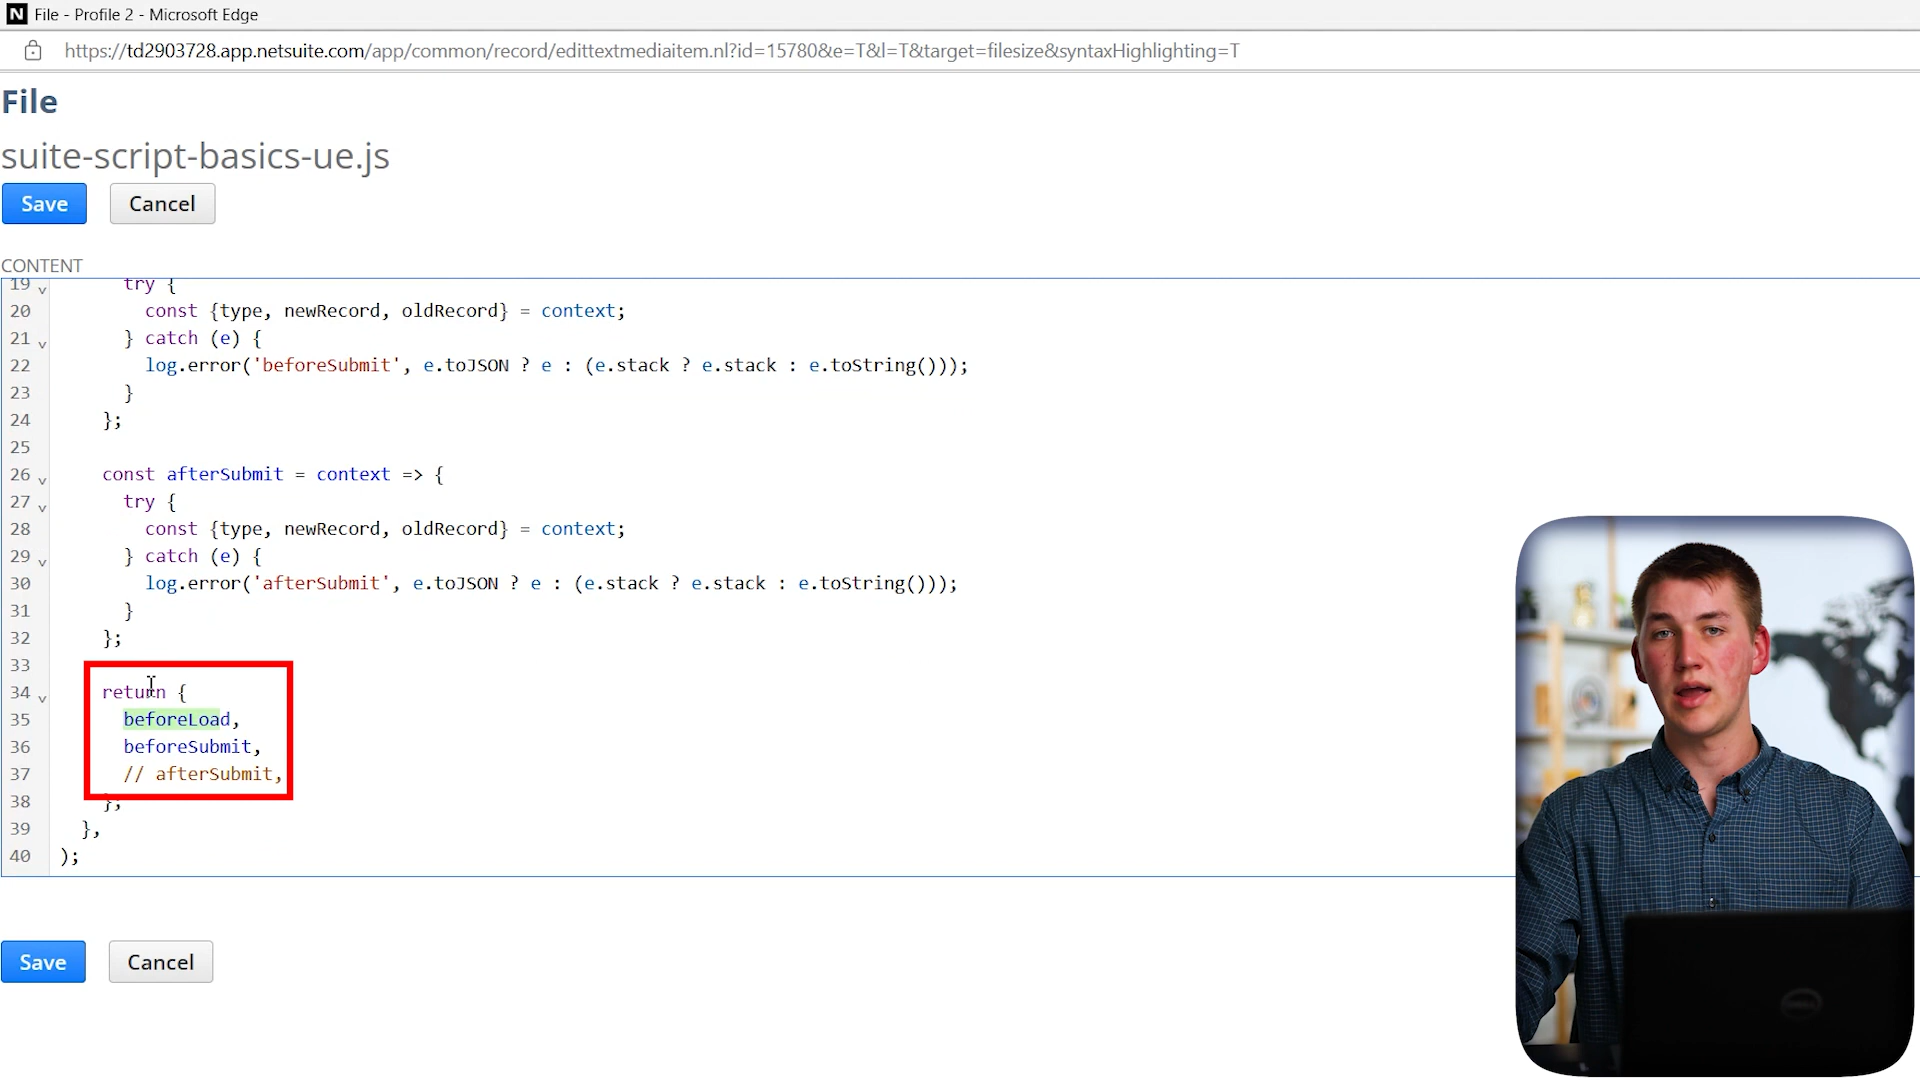 N File - Profile 2 - Microsoft Edge
https://td2903728.app.netsuite.com/app/common/record/edittextmediaitem.nl?id=15780&e=T&l=T&target=filesize&syntaxHighlighting=T
File
suite-script-basics-ue.js
Save Cancel
CONTENT
19 try {
20 const {type, newRecord, oldRecord} = context;
21 } catch (e) {
22 log.error('beforeSubmit', e.toJSON ? e : (e.stack ? e.stack : e.toString()));
23 }
24 };
25
26 const afterSubmit = context => {
27 try {
28 const {type, newRecord, oldRecord} = context;
29 } catch (e) {
30 log.error('afterSubmit', e.toJSON ? e : (e.stack ? e.stack : e.toString()));
31 }
32 };
33
34 return {
35 beforeLoad,
36 beforeSubmit,
37 // afterSubmit,
38 };
39 },
40 );
Save Cancel
DELL